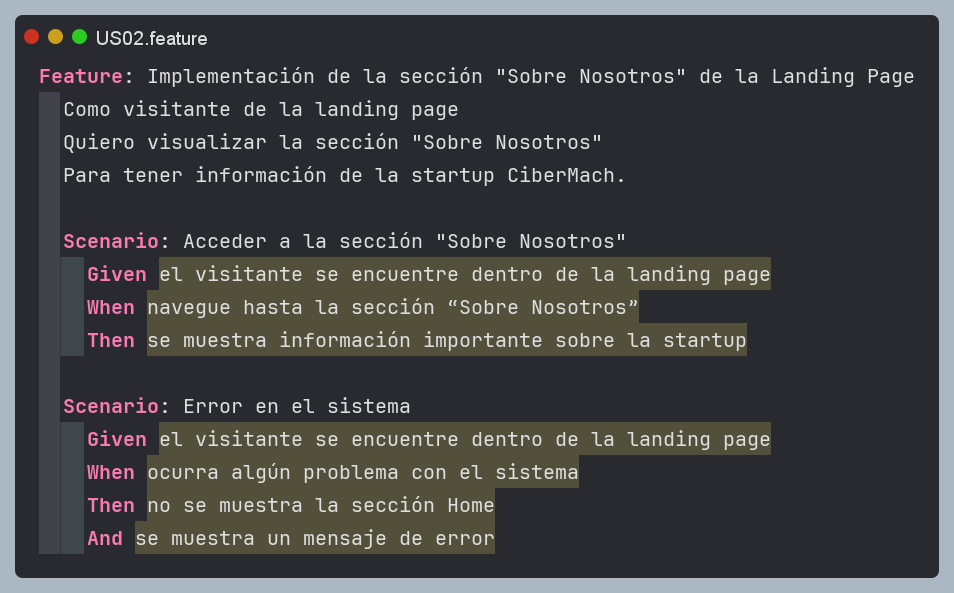 US02.feature
Feature: Implementación de la sección "Sobre Nosotros" de la Landing Page
Como visitante de la landing page
Quiero visualizar la sección "Sobre Nosotros"
Para tener información de la startup CiberMach.
Scenario: Acceder a la sección "Sobre Nosotros"
Given el visitante se encuentre dentro de la landing page
When navegue hasta la sección “Sobre Nosotros”
Then se muestra información importante sobre la startup
Scenario: Error en el sistema
Given el visitante se encuentre dentro de la landing page
When ocurra algún problema con el sistema
Then no se muestra la sección Home
And se muestra un mensaje de error